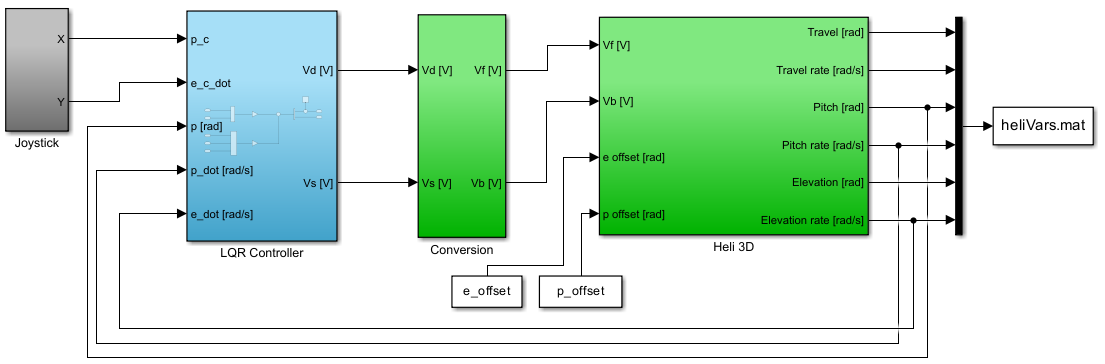 X
Y
Joystick
p_c
e_c_dot
p [rad]
p_dot [rad/s]
e_dot [rad/s]
Vd [V]
Vs [V]
LQR Controller
Vd [V]
Vs [V]
Vf [V]
Vb [V]
Conversion
Vf [V]
Vb [V]
e offset [rad]
p offset [rad]
Travel [rad]
Travel rate [rad/s]
Pitch [rad]
Pitch rate [rad/s]
Elevation [rad]
Elevation rate [rad/s]
Heli 3D
heliVars.mat
e_offset
p_offset